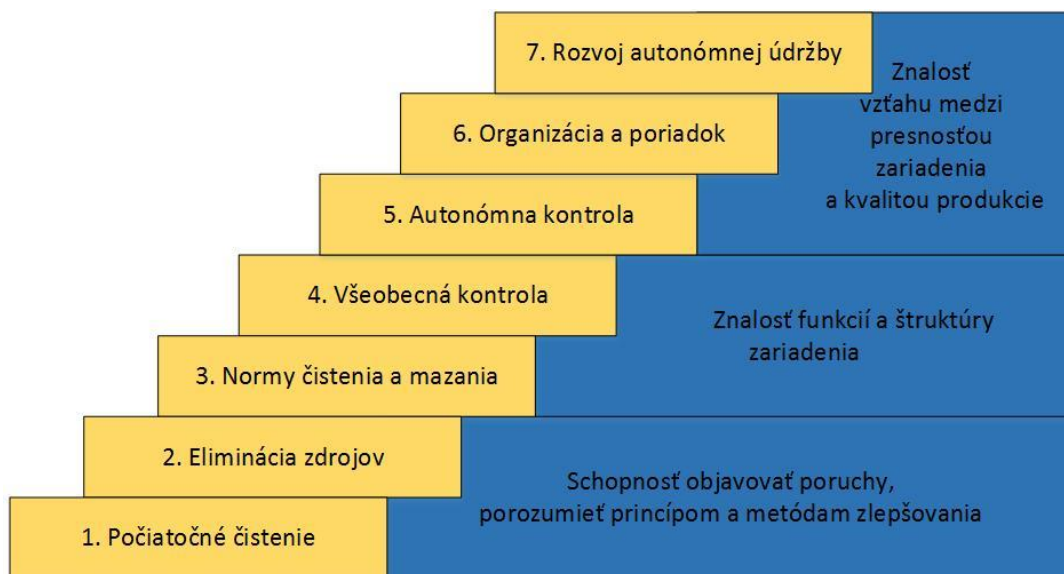 7. Rozvoj autonómnej údržby
Znalosť
vzťahu medzi
presnosťou
zariadenia
a kvalitou produkcie
6. Organizácia a poriadok
5. Autonómna kontrola
4. Všeobecná kontrola
Znalosť funkcií a štruktúry
zariadenia
3. Normy čistenia a mazania
2. Eliminácia zdrojov
Schopnosť objavovať poruchy,
porozumieť princípom a metódam zlepšovania
1. Počiatočné čistenie